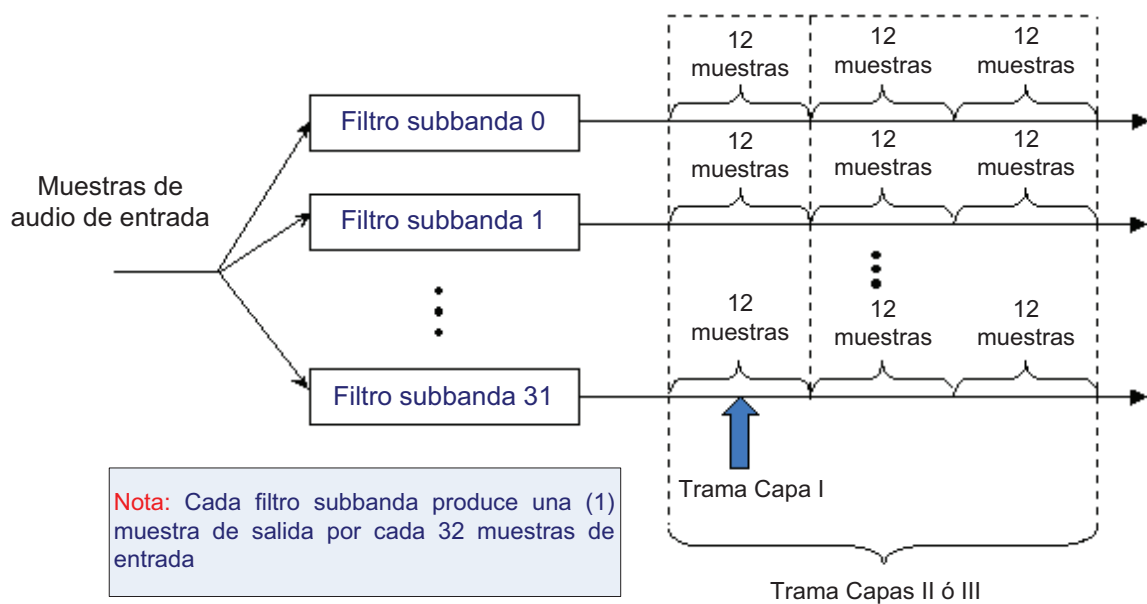 12
muestras
12
muestras
12
muestras
Filtro subbanda 0
12
muestras
12
muestras
12
muestras
Muestras de
audio de entrada
Filtro subbanda 1
12
muestras
12
muestras
12
muestras
Filtro subbanda 31
Trama Capa I
Nota: Cada filtro subbanda produce una (1)
muestra de salida por cada 32 muestras de
entrada
Trama Capas II ó III